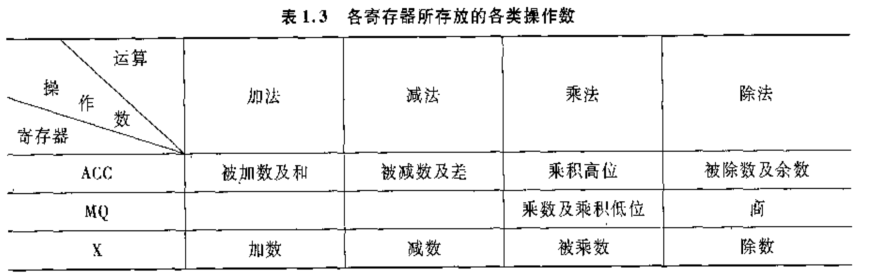 表1.3 各寄存器所存放的各类操作数
运算
操作数
寄存器
加法 减法 乘法 除法
ACC 被加数及和 被减数及差 乘积高位 被除数及余数
MQ 乘数及乘积低位 商
X 加数 减数 被乘数 除数